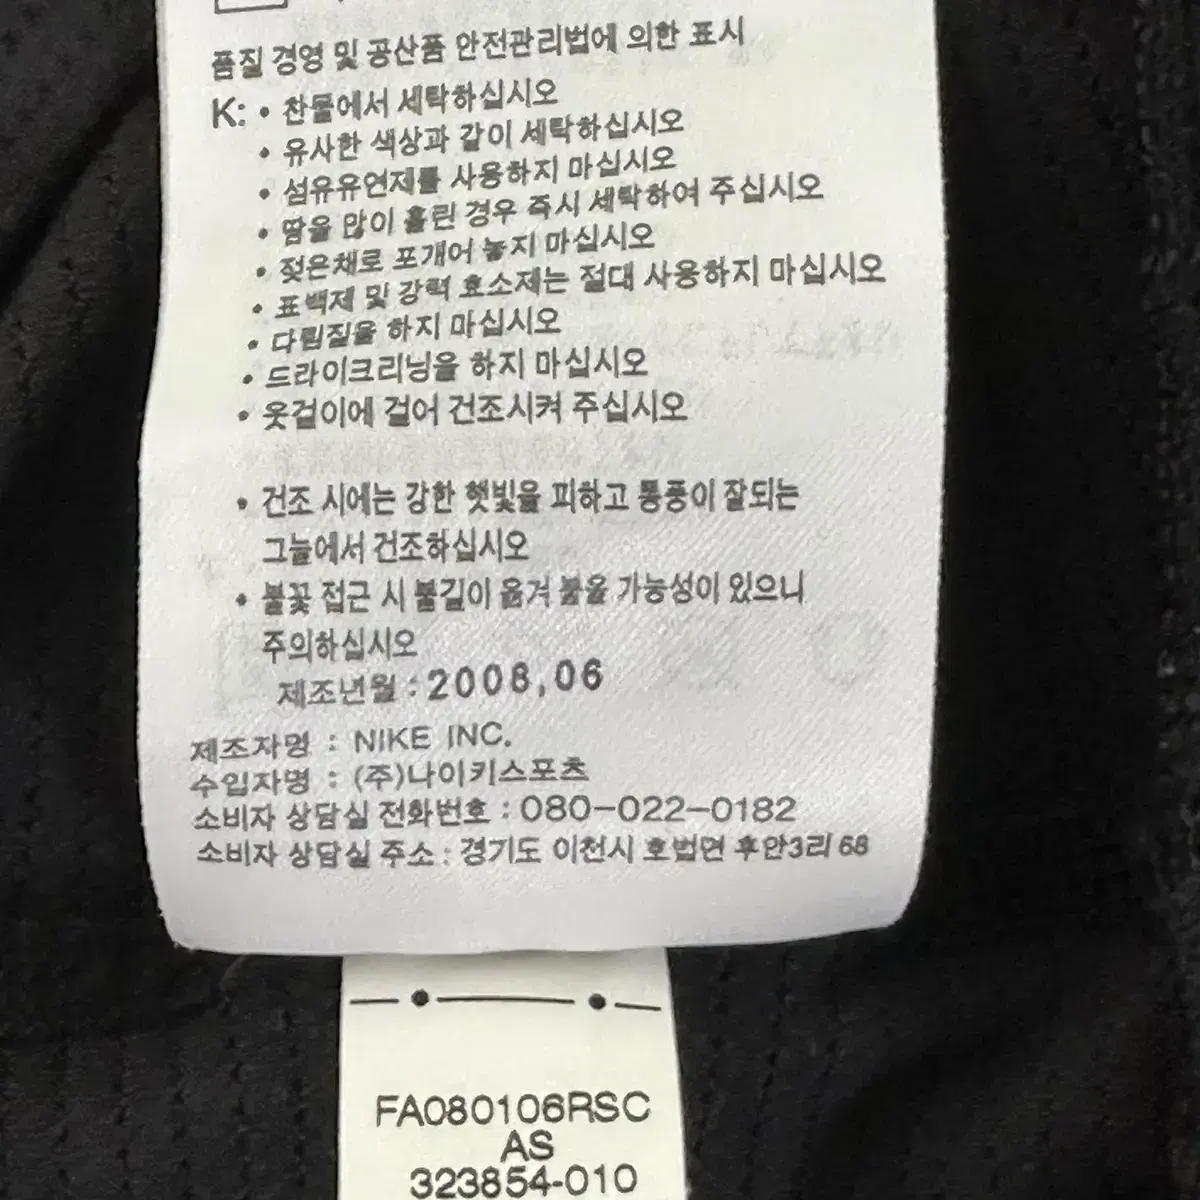 품질 경영 및 공산품 안전관리법에 의한 표시
K: • 찬물에서 세탁하십시오
• 유사한 색상과 같이 세탁하십시오
• 섬유유연제를 사용하지 마십시오
• 땀을 많이 흘린 경우 즉시 세탁하여 주십시오
• 젖은채로 포개어 놓지 마십시오
• 표백제 및 강력 효소제는 절대 사용하지 마십시오
• 다림질을 하지 마십시오
• 드라이크리닝을 하지 마십시오
• 옷걸이에 걸어 건조시켜 주십시오
• 건조 시에는 강한 햇빛을 피하고 통풍이 잘되는
그늘에서 건조하십시오
• 불꽃 접근 시 불길이 옮겨 붙을 가능성이 있으니
주의하십시오
제조년월 : 2008,06
제조자명 : NIKE INC.
수입자명 : (주)나이키스포츠
소비자 상담실 전화번호 : 080-022-0182
소비자 상담실 주소 : 경기도 이천시 호법면 후안3리 68
FA080106RSC
AS
323854-010